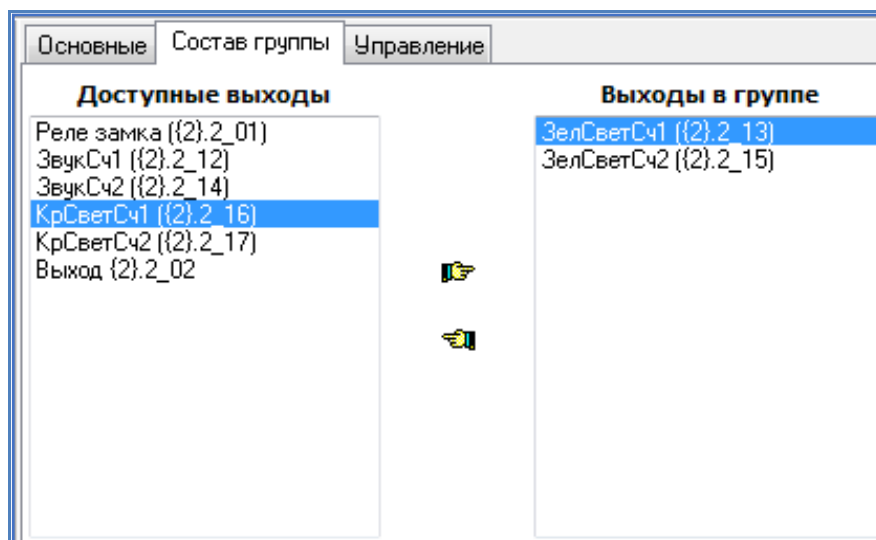 Основные Состав группы Управление
Доступные выходы
Реле замка ({2}.2_01)
ЗвукСч1 ({2}.2_12)
ЗвукСч2 ({2}.2_14)
КрСветСч1 ({2}.2_16)
КрСветСч2 ({2}.2_17)
Выход {2}.2_02
Выходы в группе
ЗелСветСч1 ({2}.2_13)
ЗелСветСч2 ({2}.2_15)